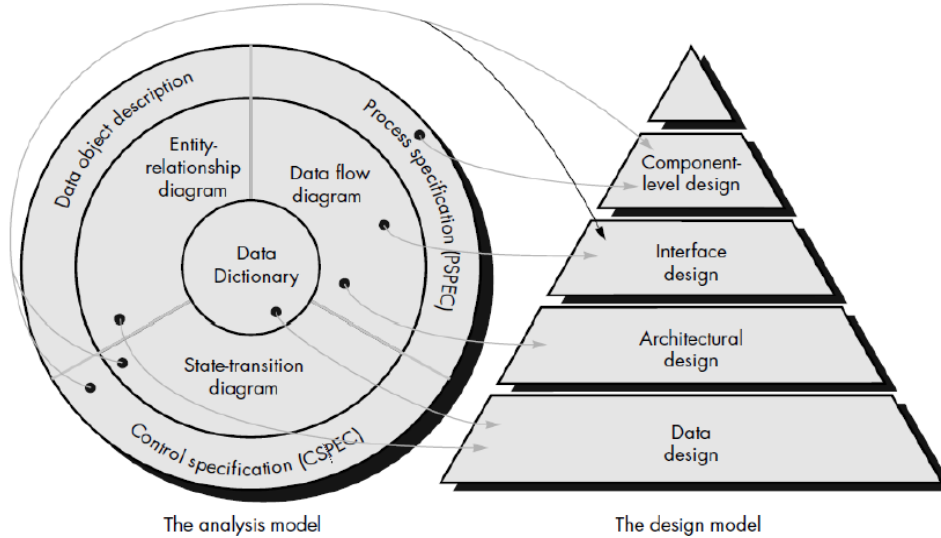 Data object description
Process specification (PSPEC)
Entity-
relationship
diagram
Data flow
diagram
Data
Dictionary
State-transition
diagram
Control specification (CSPEC)
The analysis model
Component-
level design
Interface
design
Architectural
design
Data
design
The design model